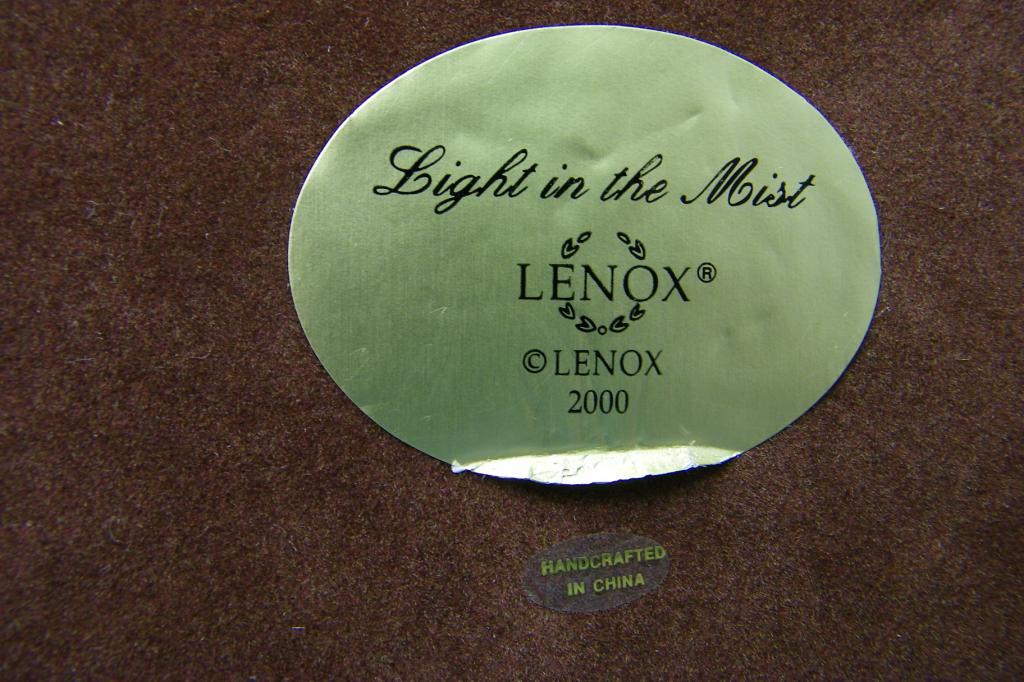 Light in the Mist
LENOX®
© LENOX
2000
HANDCRAFTED
IN CHINA